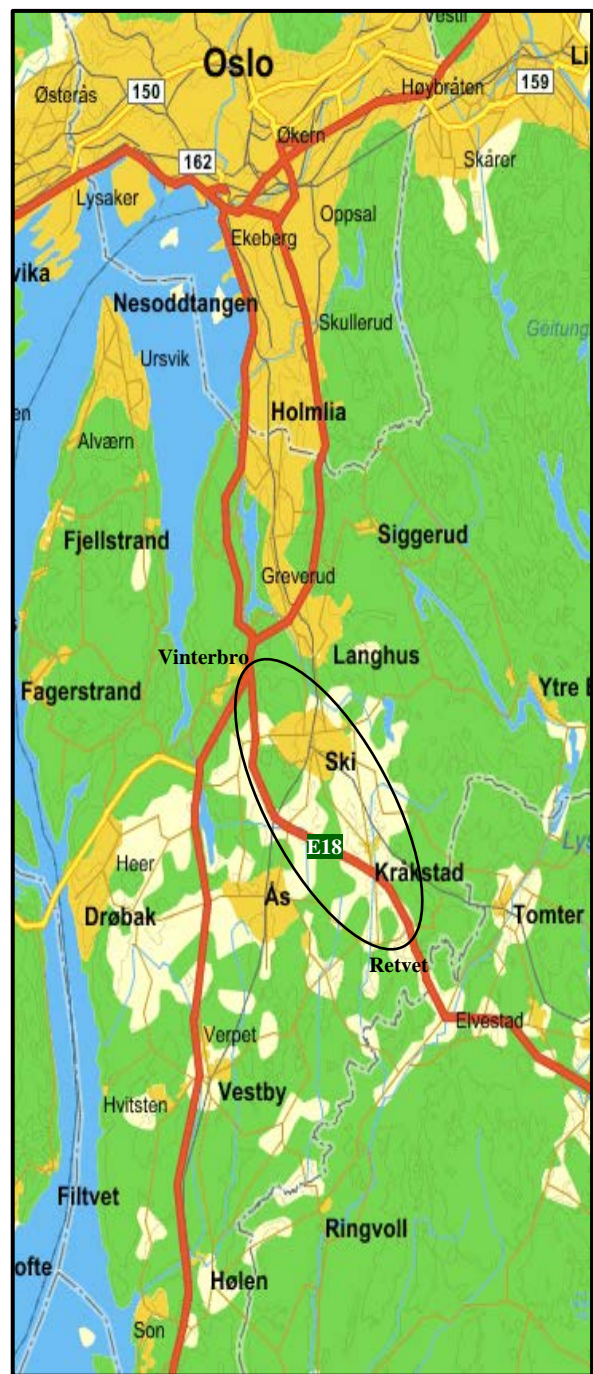 Vestli
Oslo
Østerås
150
Høybråten
159
Økern
162
Skårer
Lysaker
Oppsal
Ekeberg
vika
Nesoddtangen
Skullerud
Geitung
Ursvik
Holmlia
en
Alværn
Fjellstrand
Siggerud
Greverud
Vinterbro
Langhus
Fagerstrand
Ytre E
Ski
E18
Lys
Heer
Kråkstad
Ås
Drøbak
Tomter
Retvet
Elvestad
Verpet
Vestby
Hvitsten
Filtvet
Ringvoll
ofte
Hølen
Son